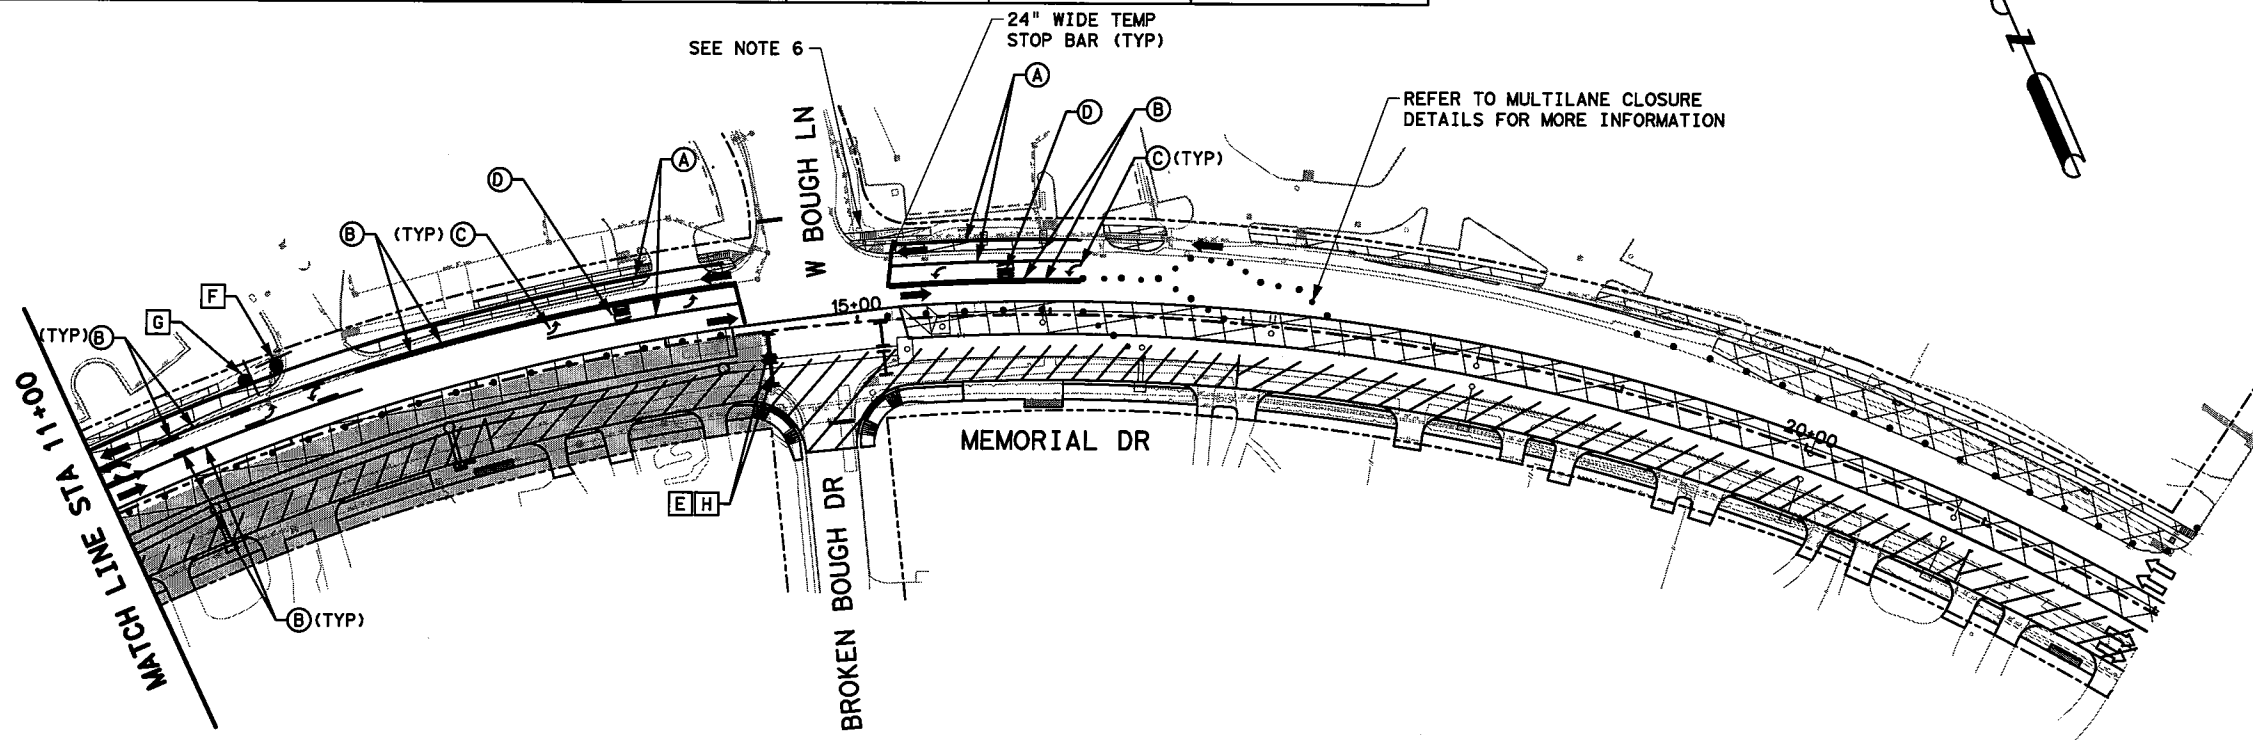 24" WIDE TEMP
STOP BAR (TYP)
SEE NOTE 6
A
REFER TO MULTILANE CLOSURE
DETAILS FOR MORE INFORMATION
D
B
C (TYP)
W BOUGH LN
A
D
B
(TYP) C
F
G
(TYP) B
15+00
MATCH LINE STA 11+00
MEMORIAL DR
20+00
E H
BROKEN BOUGH DR
B (TYP)
N